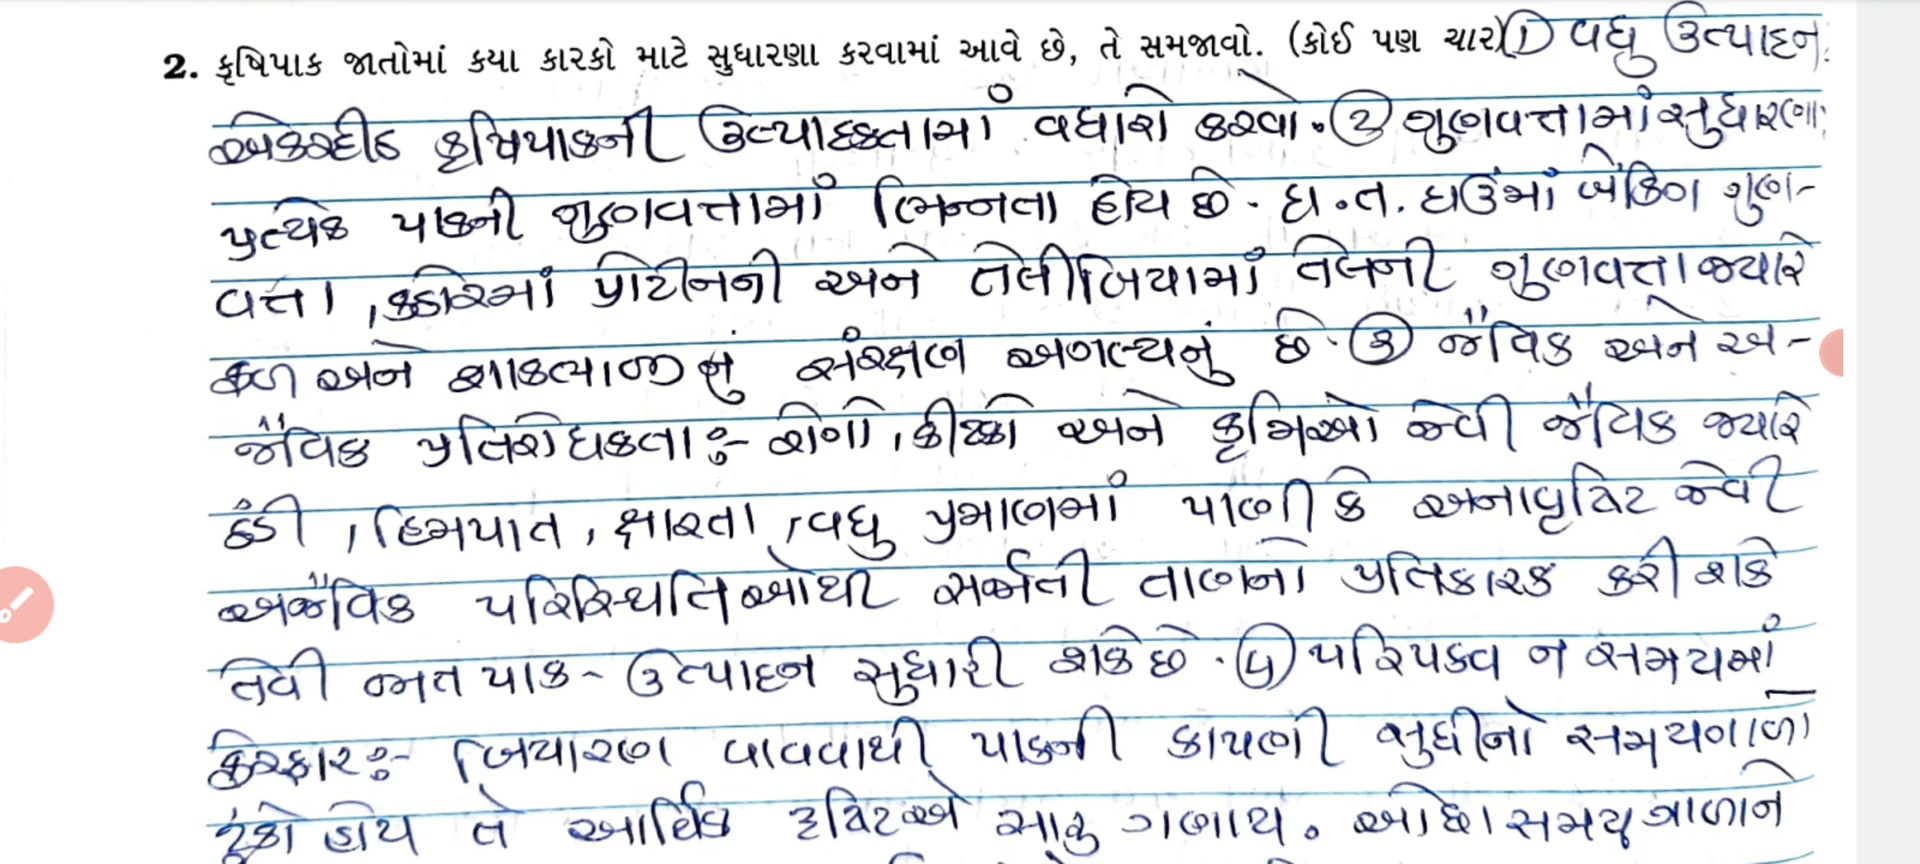 2. કૃષિપાક જાતોમાં કયા કારકો માટે સુધારણા કરવામાં આવે છે, તે સમજાવો. (કોઈ પણ ચાર) ① વધુ ઉત્પાદન:
એકરદીઠ કૃષિપાકની ઉત્પાદકતામાં વધારો કરવો. ② ગુણવત્તામાં સુધારણા:
પ્રત્યેક પાકની ગુણવત્તામાં ભિન્નતા હોય છે. દા.ત. ઘઉંમાં બેકિંગ ગુણ-
વત્તા, કઠોરમાં પ્રોટીનની અને તેલીબિયામાં તેલની ગુણવત્તા જ્યારે
ફળ અને શાકભાજીનું સંરક્ષણ અગત્યનું છે. ③ જૈવિક અને અ-
જૈવિક પ્રતિરોધકતા:- રોગો, કીટકો અને કૃમિઓ જેવી જૈવિક જ્યારે
ઠંડી, હિમપાત, ક્ષારતા, વધુ પ્રમાણમાં પાણી કે અનાવૃષ્ટિ જેવી
અજૈવિક પરિસ્થિતિઓથી સર્જાતી તાણનો પ્રતિકારક કરી શકે
તેવી જાત પાક-ઉત્પાદન સુધારી શકે છે. ④ પરિપક્વન સમયમાં
ફેરફાર:- બિયારણ વાવવાથી પાકની કાપણી સુધીનો સમયગાળો
ટૂંકો હોય તે આર્થિક દૃષ્ટિએ સારુ ગણાય. ઓછા સમયગાળાને